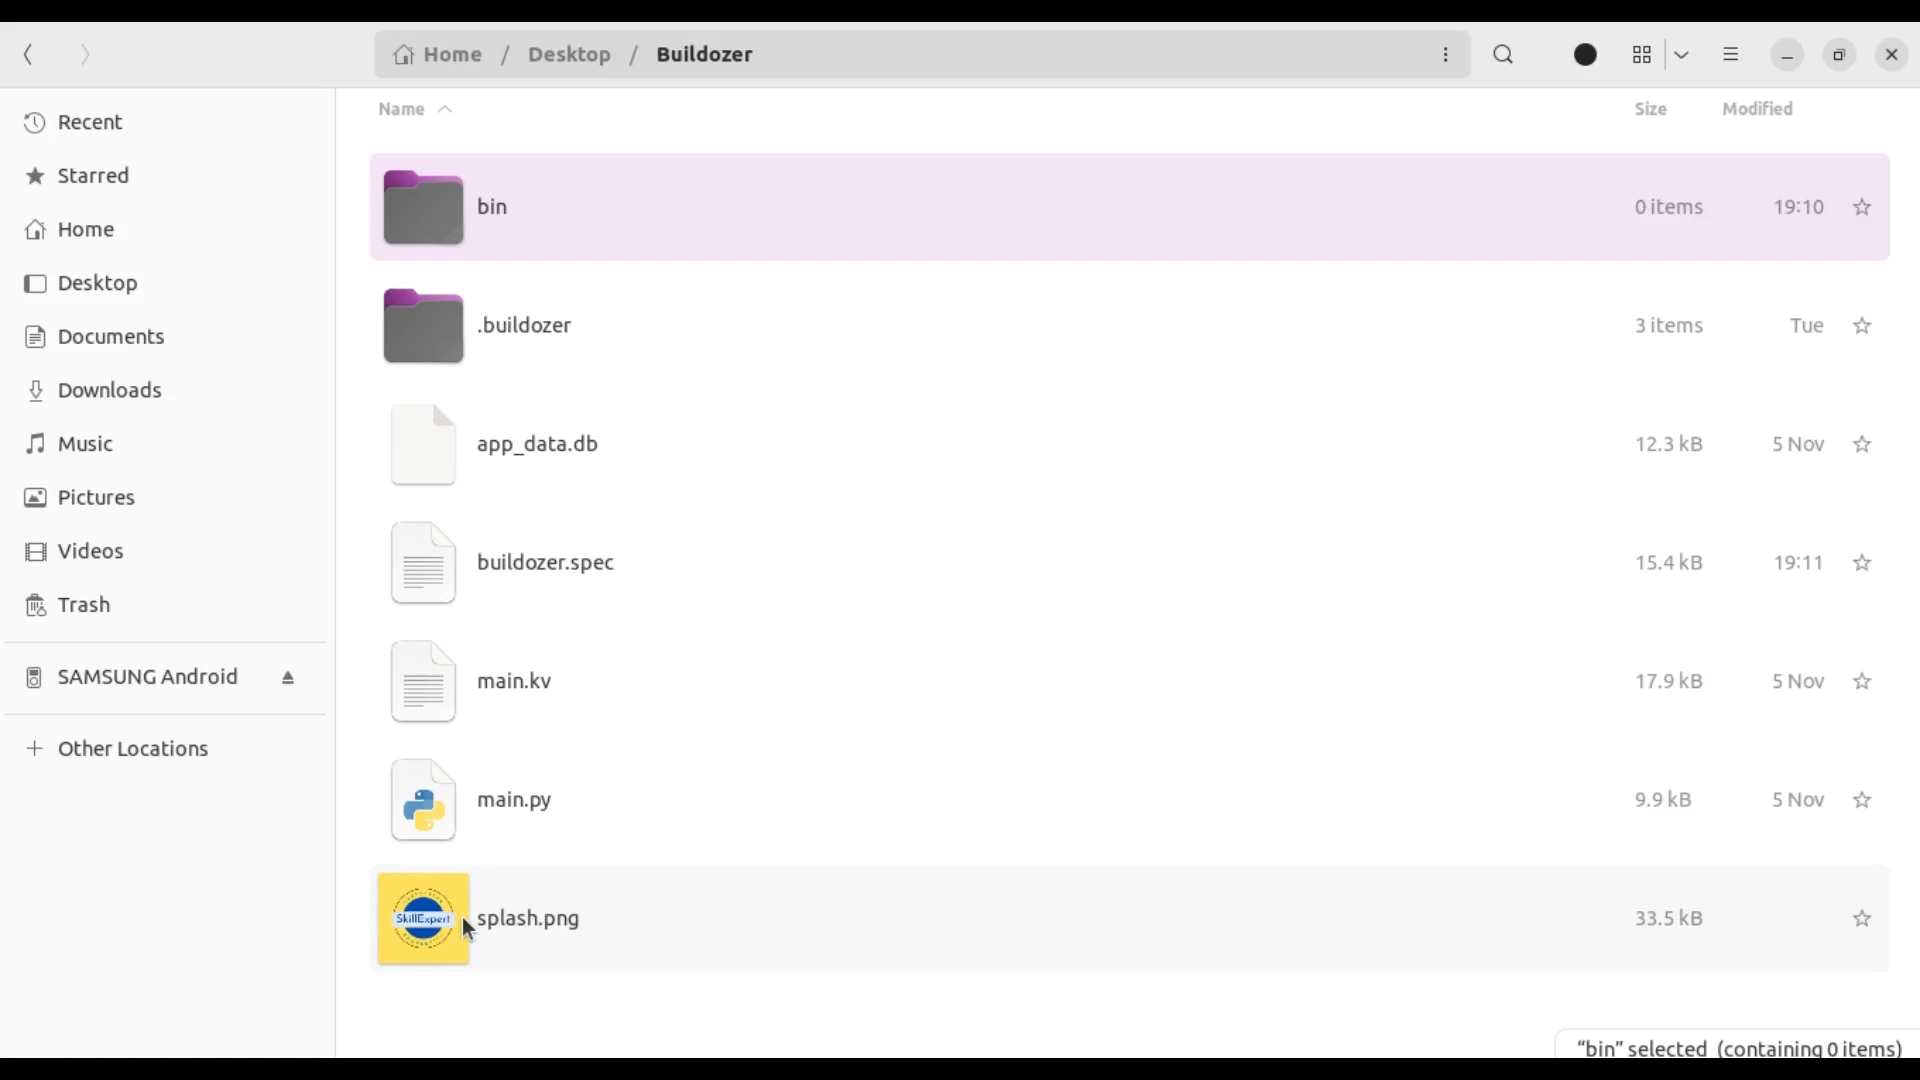 Home / Desktop / Buildozer
Name Size Modified
Recent
Starred
Home
Desktop
Documents
Downloads
Music
Pictures
Videos
Trash
SAMSUNG Android
Other Locations
bin 0 items 19:10
.buildozer 3 items Tue
app_data.db 12.3 kB 5 Nov
buildozer.spec 15.4 kB 19:11
main.kv 17.9 kB 5 Nov
main.py 9.9 kB 5 Nov
SkillExpert
splash.png 33.5 kB
“bin” selected (containing 0 items)